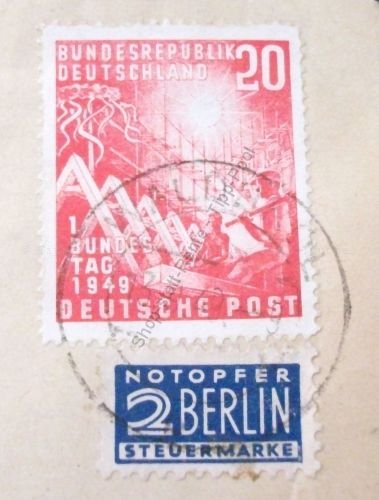 BUNDESREPUBLIK 20
DEUTSCHLAND
1.
BUNDES
TAG
1949
DEUTSCHE POST
NOTOPFER
2 BERLIN
STEUERMARKE